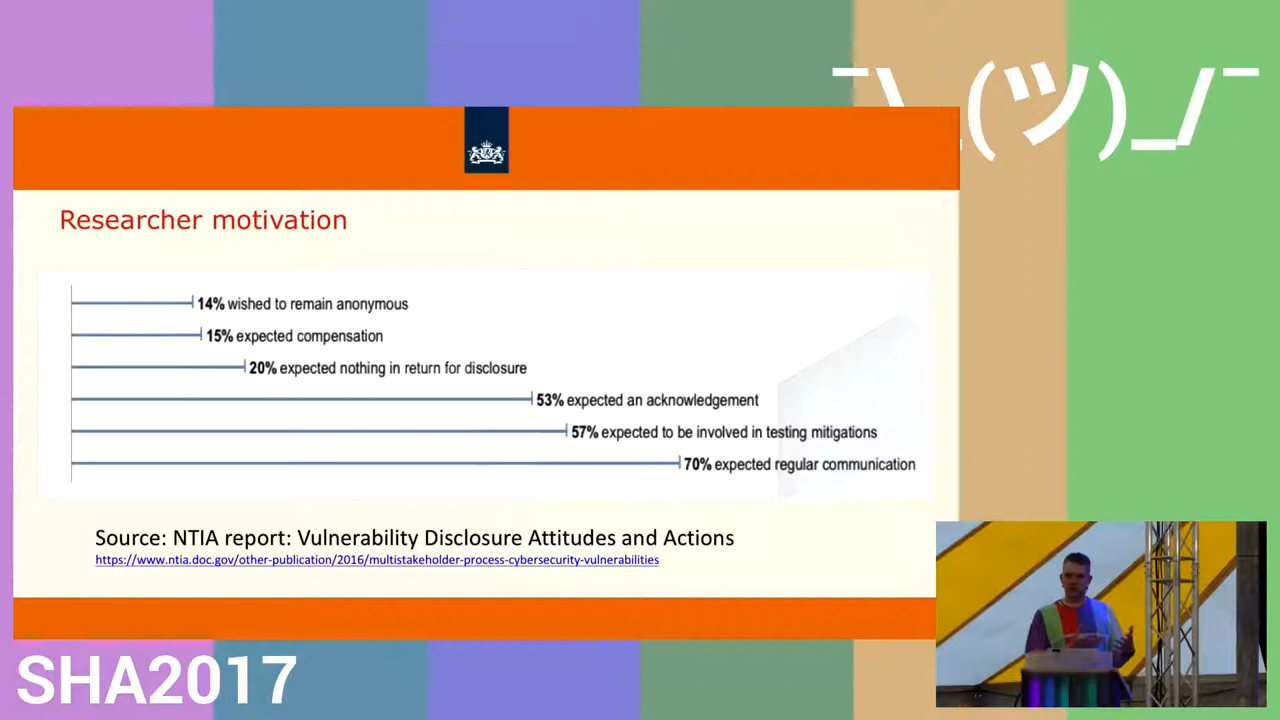 ¯\_(ツ)_/¯
Researcher motivation
14% wished to remain anonymous
15% expected compensation
20% expected nothing in return for disclosure
53% expected an acknowledgement
57% expected to be involved in testing mitigations
70% expected regular communication
Source: NTIA report: Vulnerability Disclosure Attitudes and Actions
https://www.ntia.doc.gov/other-publication/2016/multistakeholder-process-cybersecurity-vulnerabilities
SHA2017